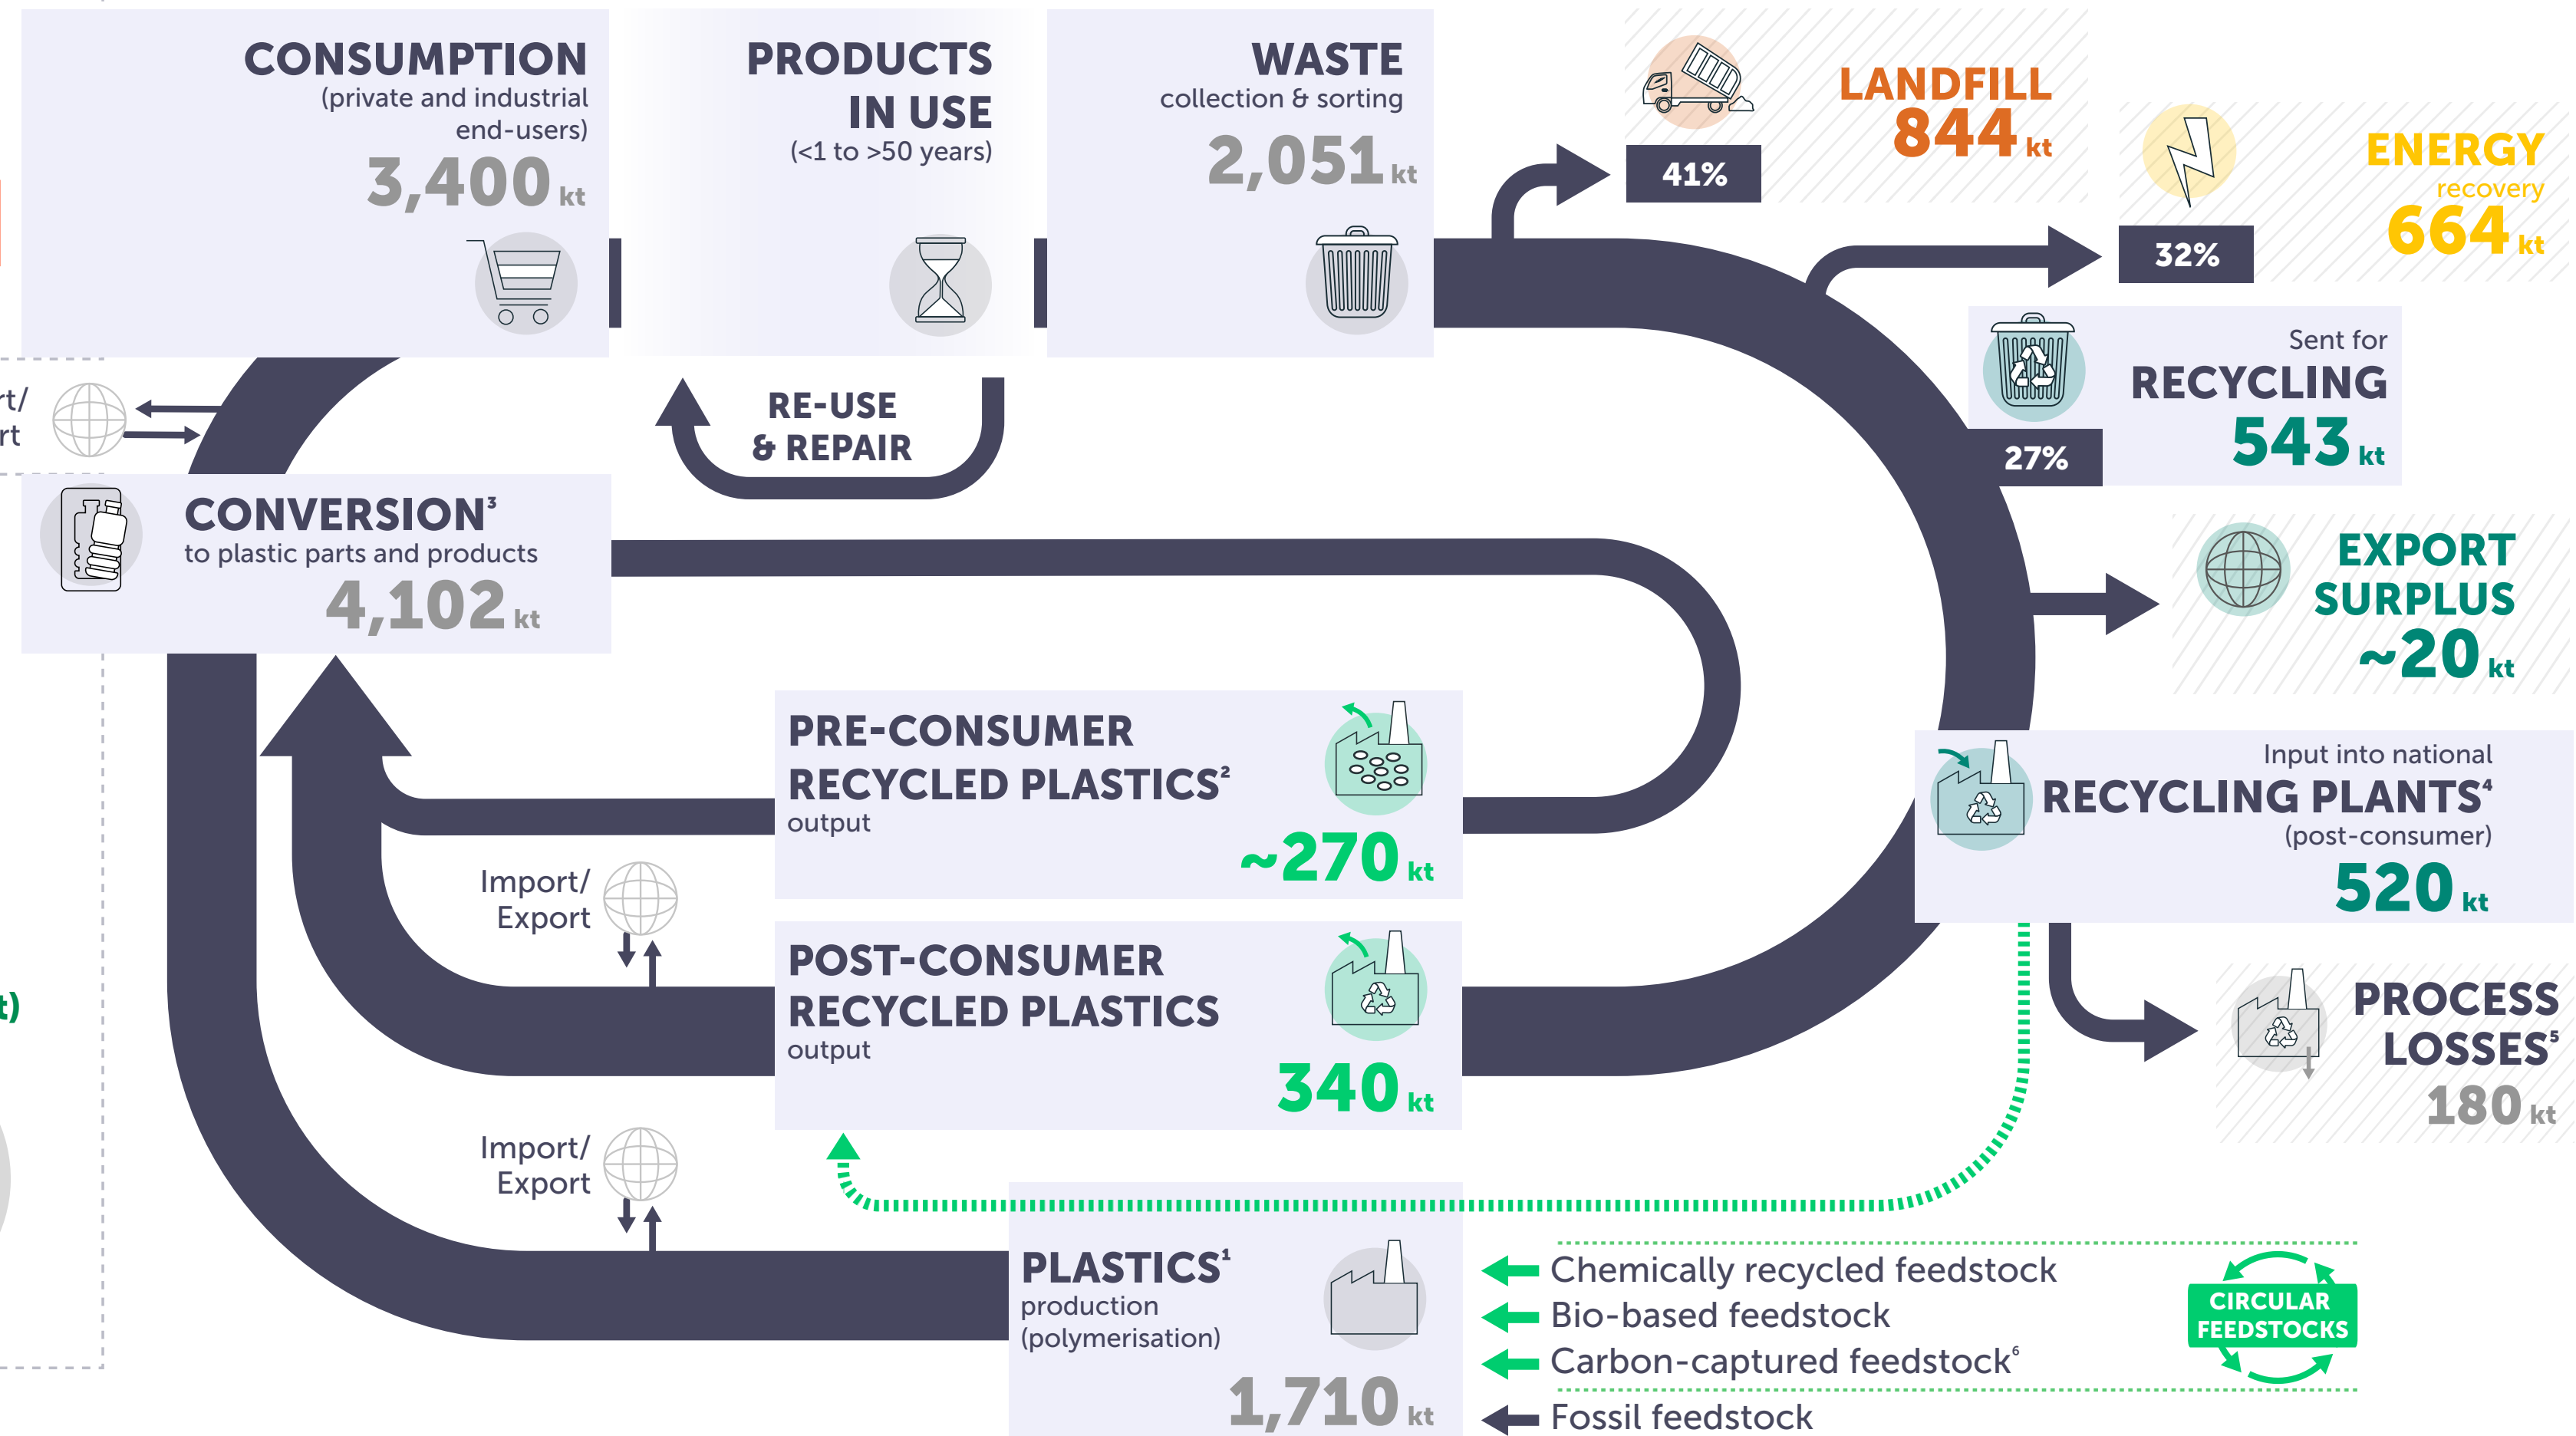 CONSUMPTION
(private and industrial
end-users)
3,400 kt
PRODUCTS
IN USE
(<1 to >50 years)
WASTE
collection & sorting
2,051 kt
LANDFILL
844 kt
41%
ENERGY
recovery
664 kt
32%
Sent for
RECYCLING
543 kt
27%
RE-USE
& REPAIR
rt/
rt
CONVERSION³
to plastic parts and products
4,102 kt
EXPORT
SURPLUS
~20 kt
PRE-CONSUMER
RECYCLED PLASTICS²
output
~270 kt
Input into national
RECYCLING PLANTS⁴
(post-consumer)
520 kt
Import/
Export
POST-CONSUMER
RECYCLED PLASTICS
output
340 kt
t)
PROCESS
LOSSES⁵
180 kt
Import/
Export
PLASTICS¹
production
(polymerisation)
1,710 kt
Chemically recycled feedstock
Bio-based feedstock
Carbon-captured feedstock⁶
Fossil feedstock
CIRCULAR
FEEDSTOCKS